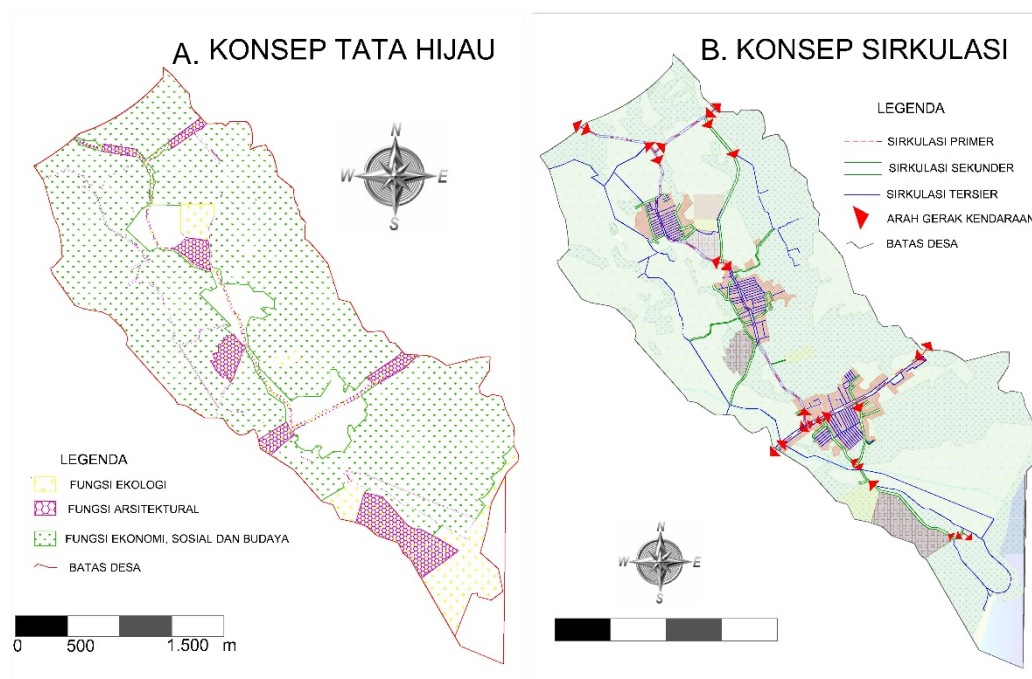 A. KONSEP TATA HIJAU
N
W E
S
LEGENDA
FUNGSI EKOLOGI
FUNGSI ARSITEKTURAL
FUNGSI EKONOMI, SOSIAL DAN BUDAYA
BATAS DESA
0 500 1.500 m
B. KONSEP SIRKULASI
LEGENDA
SIRKULASI PRIMER
SIRKULASI SEKUNDER
SIRKULASI TERSIER
ARAH GERAK KENDARAAN
BATAS DESA
N
W E
S